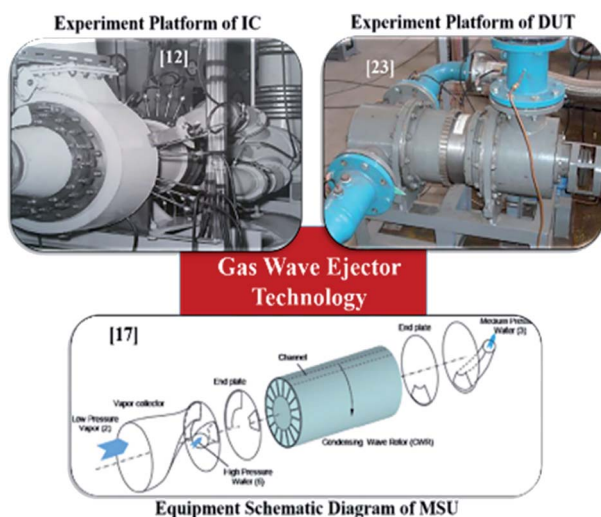 Experiment Platform of IC
Experiment Platform of DUT
[12]
[23]
Gas Wave Ejector
Technology
[17]
Channel
End plate
Medium Pressure
Water (3)
End plate
Vapor collector
Low Pressure
Vapor (2)
Condensing Wave Rotor (CWR)
High Pressure
Water (6)
Equipment Schematic Diagram of MSU